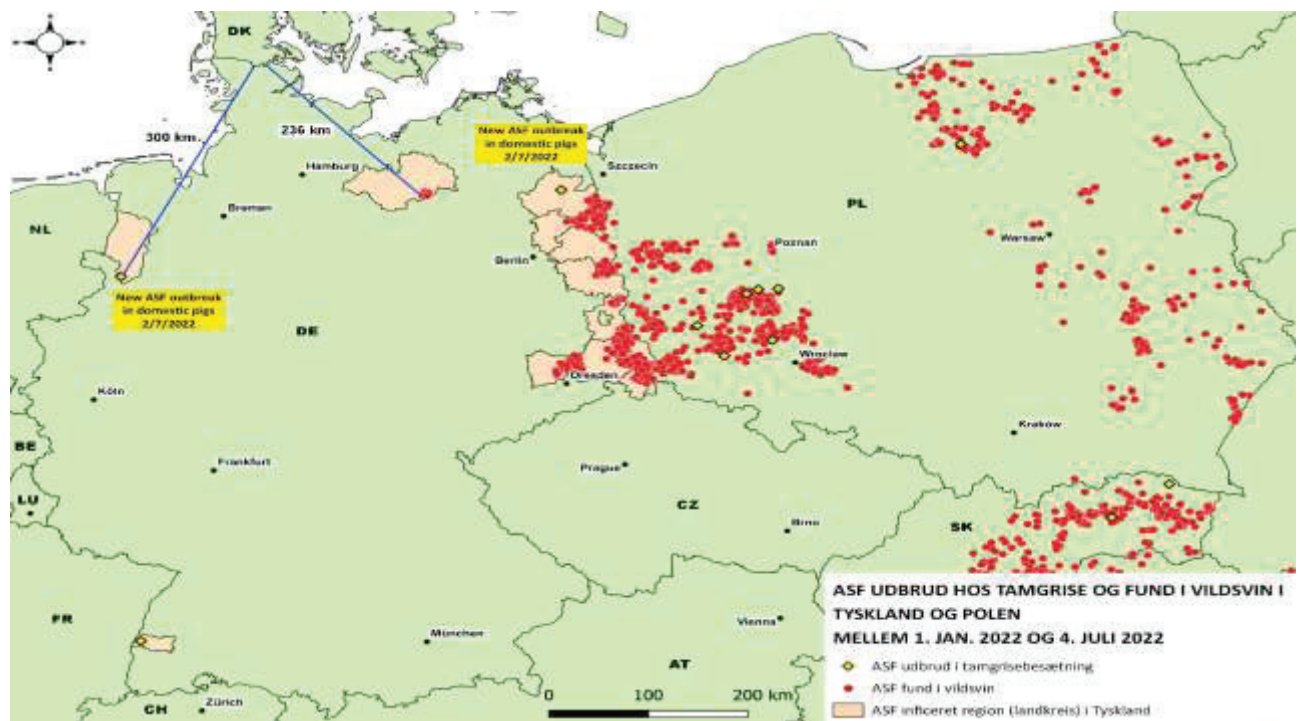 DK
300 km
236 km
New ASF outbreak
in domestic pigs
2/7/2022
Hamburg
Szczecin
Bremen
NL
PL
Warsaw
Poznan
Berlin
New ASF outbreak
in domestic pigs
2/7/2022
DE
Wroclaw
Dresden
Köln
Kraków
BE
Frankfurt
Prague
LU
CZ
Brno
SK
FR
München
Vienna
AT
CH
Zürich
0 100 200 km
ASF UDBRUD HOS TAMGRISE OG FUND I VILDSVIN I
TYSKLAND OG POLEN
MELLEM 1. JAN. 2022 OG 4. JULI 2022
ASF udbrud i tamgrisebesætning
ASF fund i vildsvin
ASF inficeret region (landkreis) i Tyskland